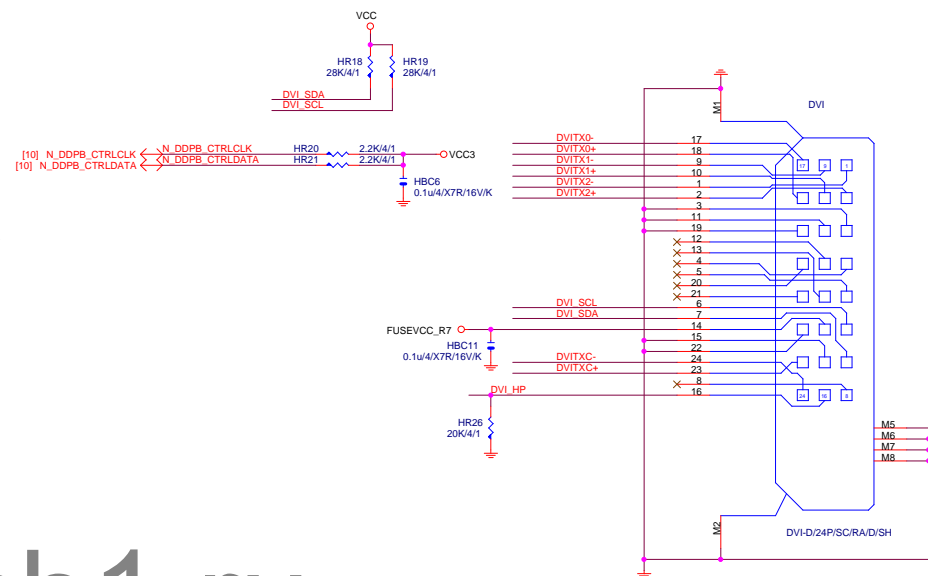 VCC
HR18
28K/4/1
HR19
28K/4/1
DVI_SDA
DVI_SCL
[10] N_DDPB_CTRLCLK
N_DDPB_CTRLCLK
HR20
2.2K/4/1
[10] N_DDPB_CTRLDATA
N_DDPB_CTRLDATA
HR21
2.2K/4/1
VCC3
HBC6
0.1u/4/X7R/16V/K
M1
DVI
DVITX0- 17
DVITX0+ 18
DVITX1- 9
DVITX1+ 10
DVITX2- 1
DVITX2+ 2
3
11
19
12
13
4
5
20
21
DVI_SCL 6
DVI_SDA 7
FUSEVCC_R7 14
15
22
DVITXC- 24
DVITXC+ 23
8
DVI_HP 16
17 9 1
24 16 8
HBC11
0.1u/4/X7R/16V/K
HR26
20K/4/1
M5
M6
M7
M8
M2
DVI-D/24P/SC/RA/D/SH